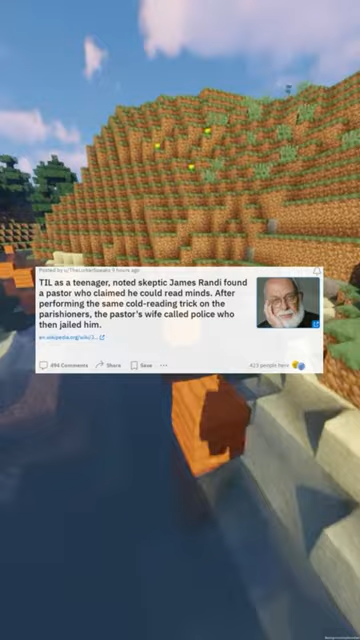 Posted by u/TheLunarSqueaks 9 hours ago
TIL as a teenager, noted skeptic James Randi found
a pastor who claimed he could read minds. After
performing the same cold-reading trick on the
parishioners, the pastor's wife called police who
then jailed him.
en.wikipedia.org/wiki/J...
494 Comments Share Save
423 people here